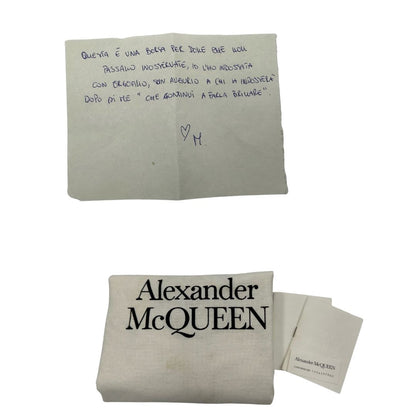 QUESTA É UNA BORSA PER DONNE CHE NON
PASSANO INOSSERVATE, IO L'HO INDOSSATA
CON ORGOGLIO, UN AUGURIO A CHI LA INDOSSERÀ
DOPO DI ME "CHE CONTINUI A FARLA BRILLARE".
M
Alexander
McQUEEN
Alexander McQUEEN